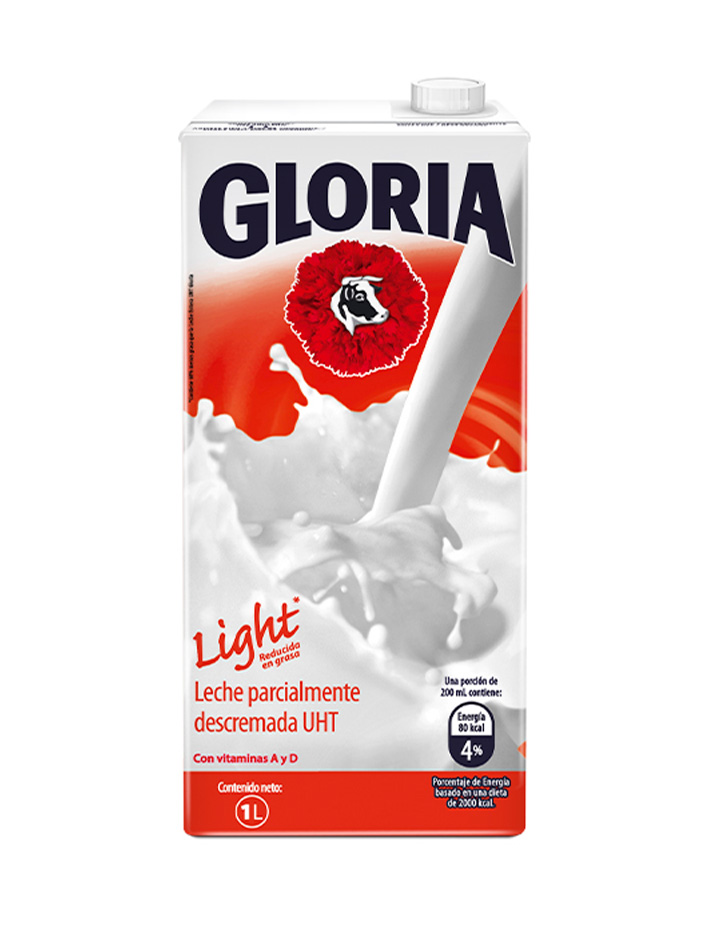 GLORIA
Light*
Reducida
en grasa
Leche parcialmente
descremada UHT
Con vitaminas A y D
Contenido neto:
1L
Una porción de
200 mL contiene:
Energía
80 kcal
4%
Porcentaje de Energía
basado en una dieta
de 2000 kcal.